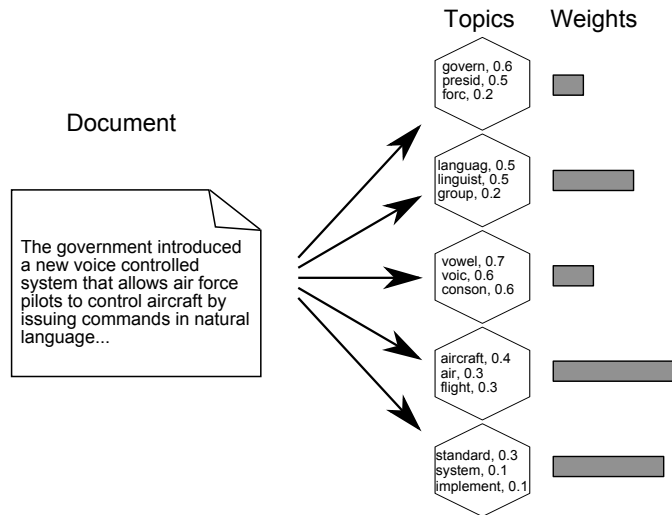 Topics
Weights
govern, 0.6
presid, 0.5
forc, 0.2
Document
languag, 0.5
linguist, 0.5
group, 0.2
The government introduced
a new voice controlled
system that allows air force
pilots to control aircraft by
issuing commands in natural
language...
vowel, 0.7
voic, 0.6
conson, 0.6
aircraft, 0.4
air, 0.3
flight, 0.3
standard, 0.3
system, 0.1
implement, 0.1